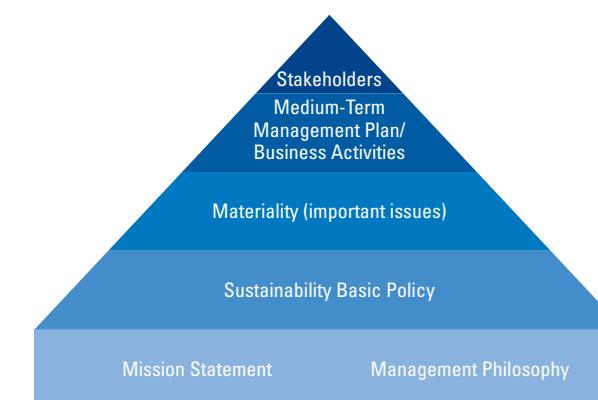 Stakeholders
Medium-Term
Management Plan/
Business Activities
Materiality (important issues)
Sustainability Basic Policy
Mission Statement
Management Philosophy